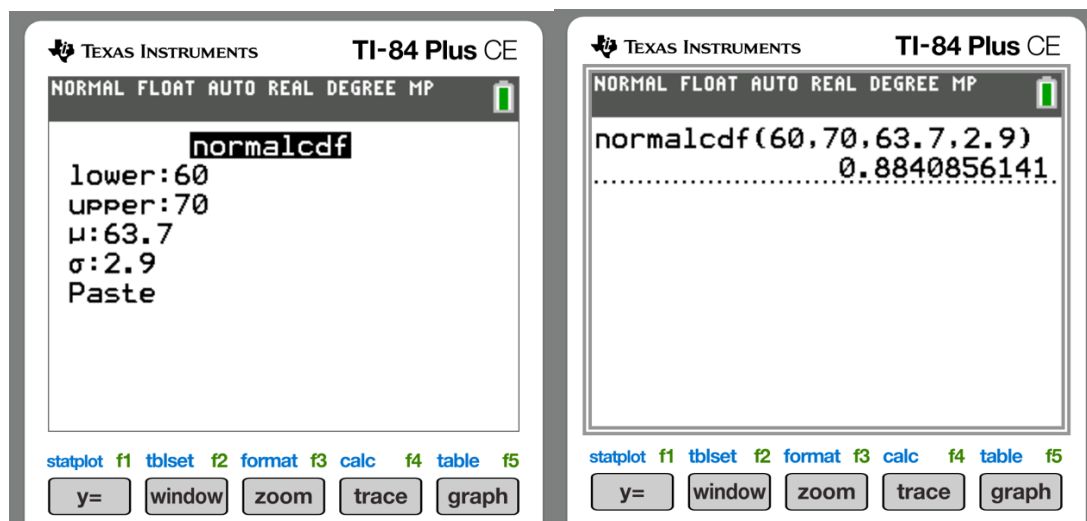 TEXAS INSTRUMENTS TI-84 Plus CE
NORMAL FLOAT AUTO REAL DEGREE MP
normalcdf
lower:60
upper:70
μ:63.7
σ:2.9
Paste
statplot f1 tblset f2 format f3 calc f4 table f5
y= window zoom trace graph
TEXAS INSTRUMENTS TI-84 Plus CE
NORMAL FLOAT AUTO REAL DEGREE MP
normalcdf(60,70,63.7,2.9)
0.8840856141
statplot f1 tblset f2 format f3 calc f4 table f5
y= window zoom trace graph